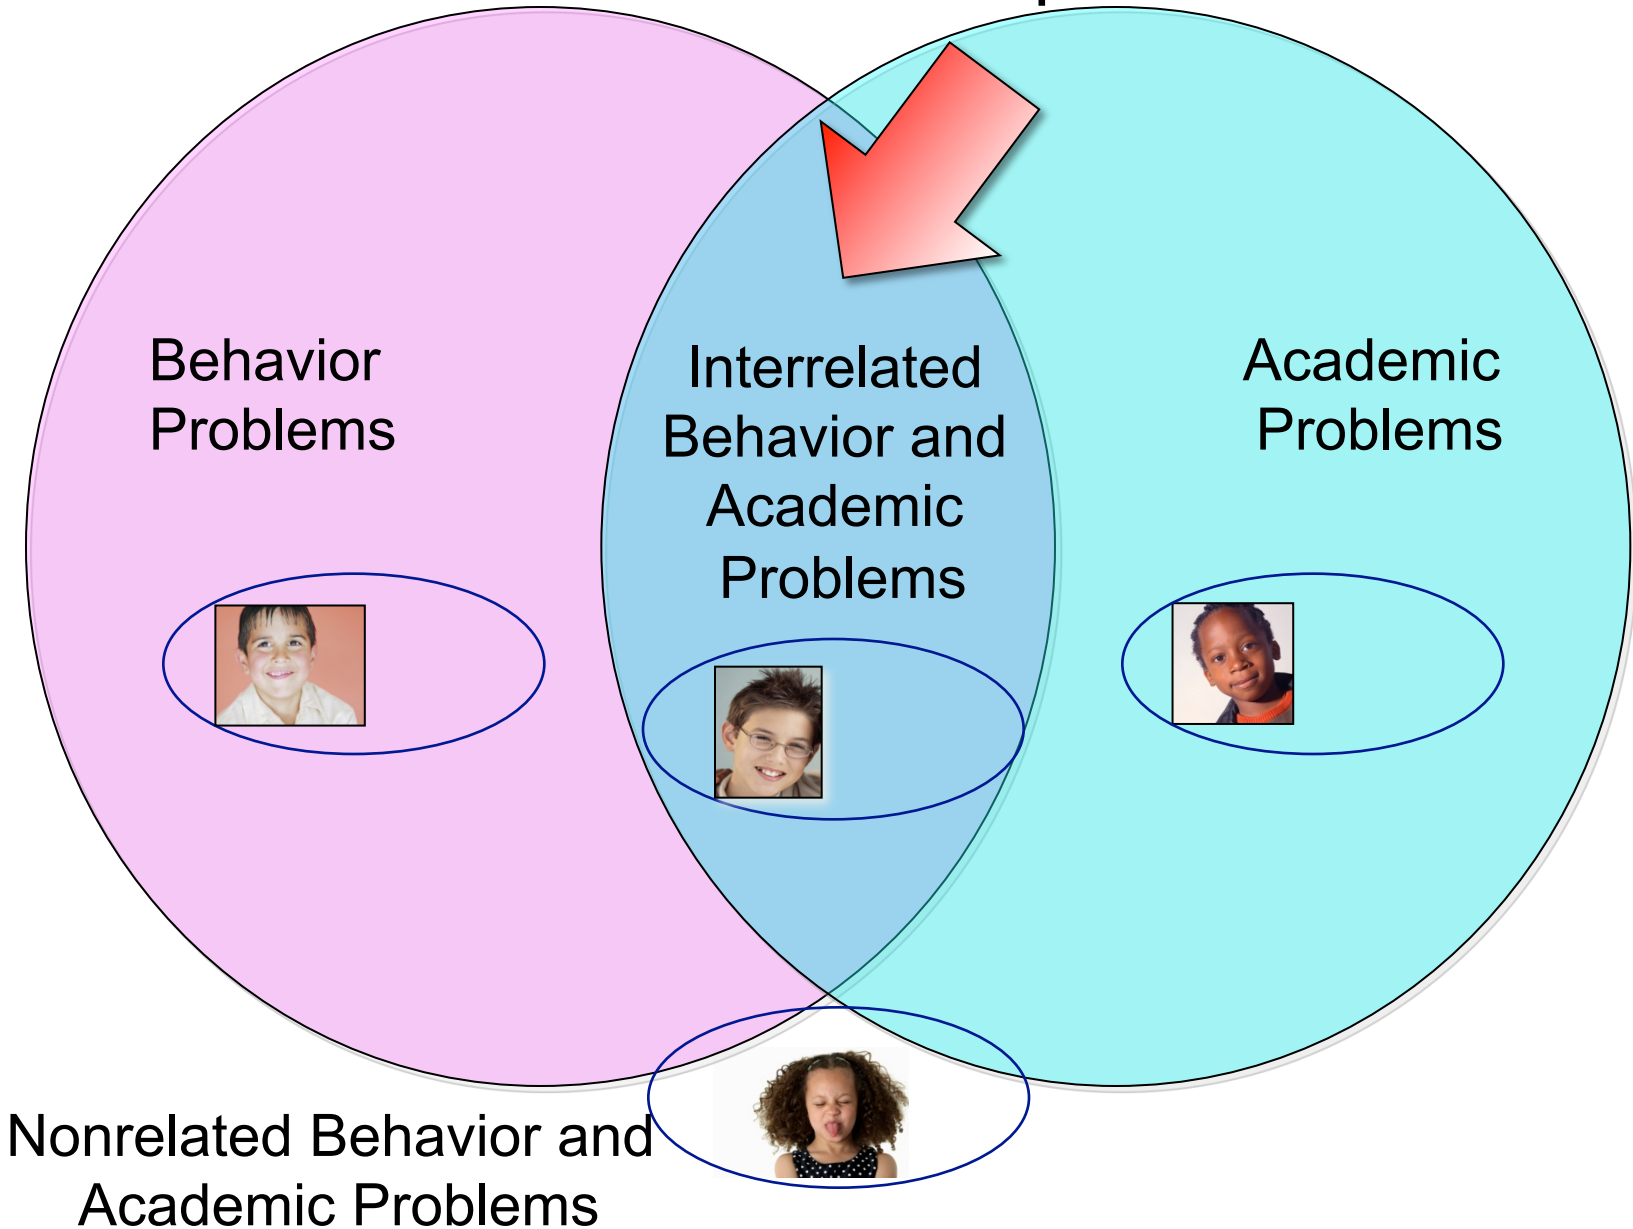 Behavior
Problems
Interrelated
Behavior and
Academic
Problems
Academic
Problems
Nonrelated Behavior and
Academic Problems